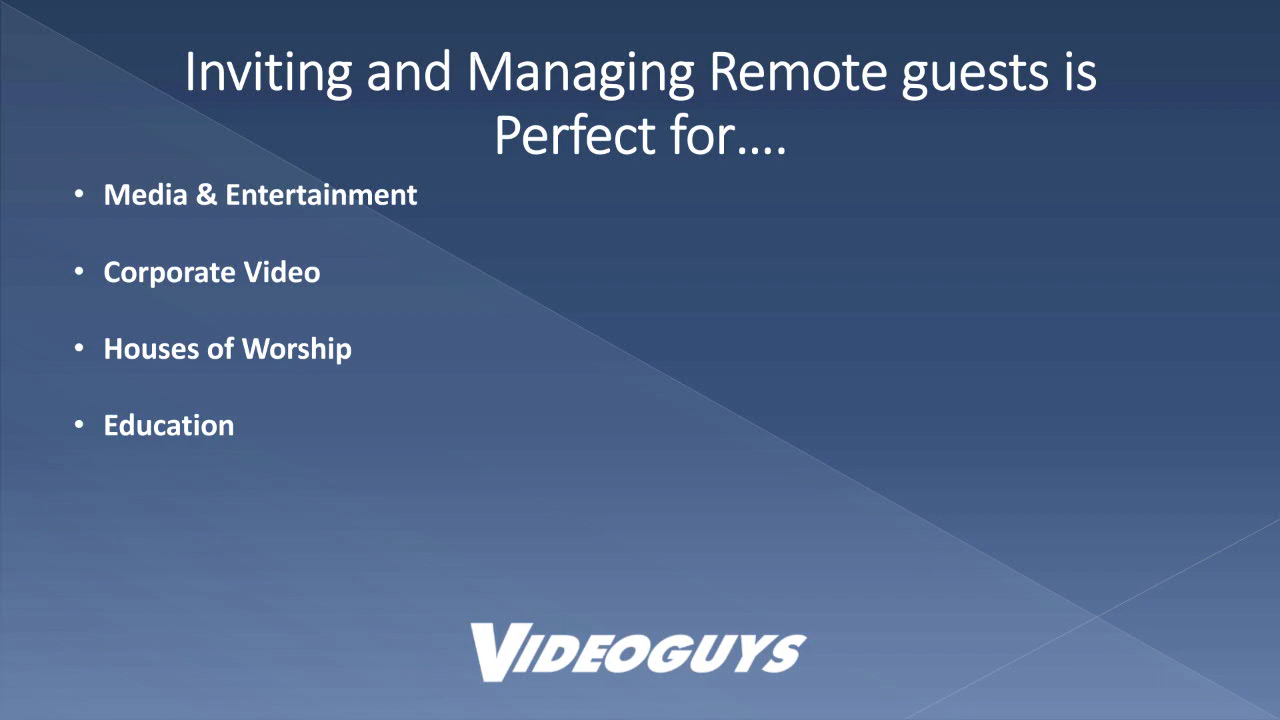 Inviting and Managing Remote guests is
Perfect for….
• Media & Entertainment
• Corporate Video
• Houses of Worship
• Education
VIDEOGUYS